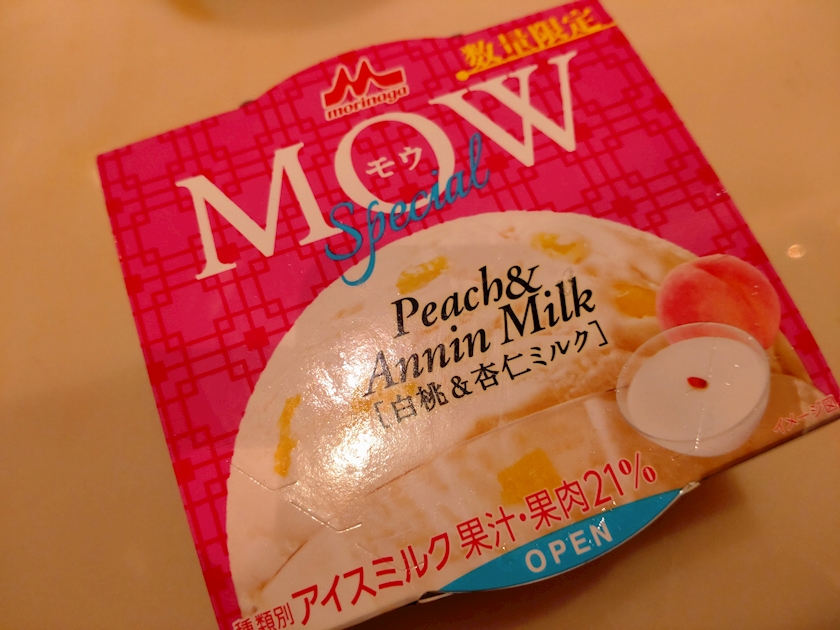 数量限定
morinaga
MOW
モウ
Special
Peach&
Annin Milk
[白桃&杏仁ミルク]
イメージ図
種類別 アイスミルク 果汁・果肉21%
OPEN